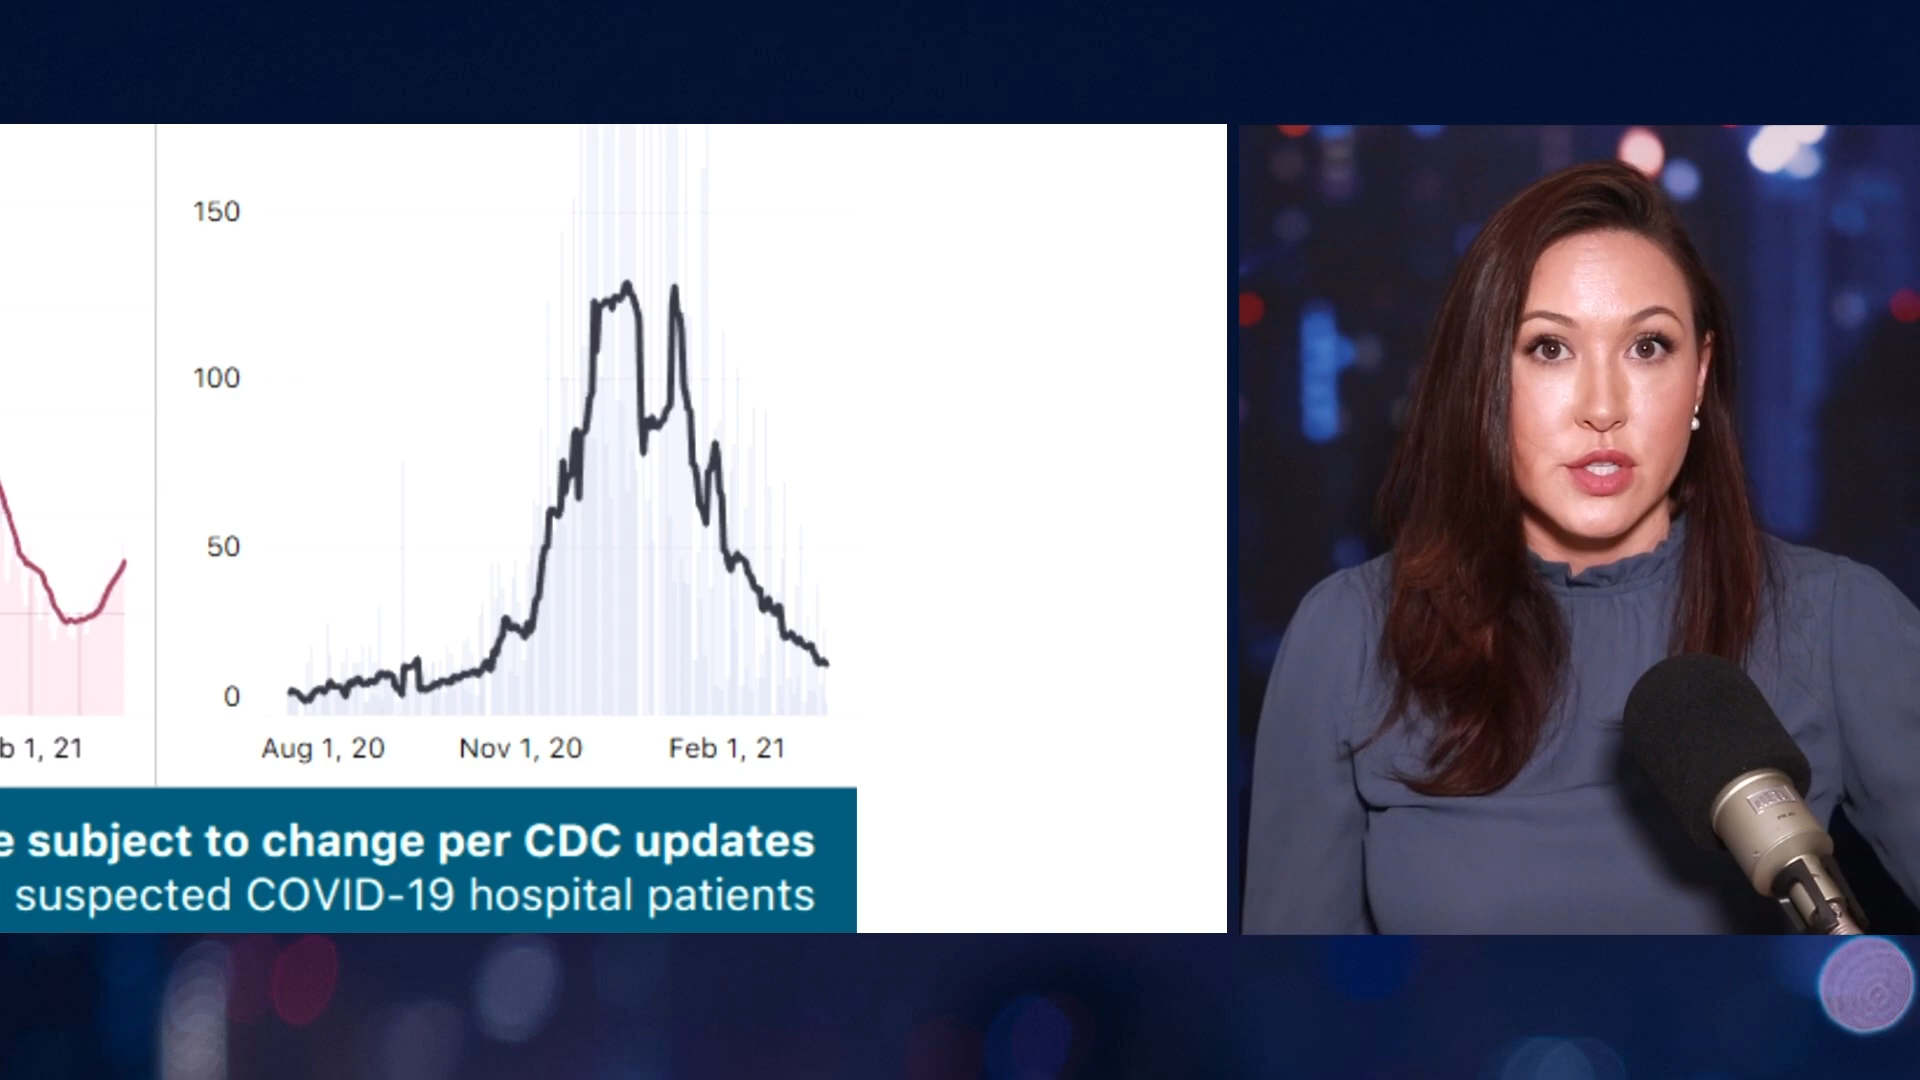 150
100
50
0
b 1, 21
Aug 1, 20
Nov 1, 20
Feb 1, 21
e subject to change per CDC updates
suspected COVID-19 hospital patients